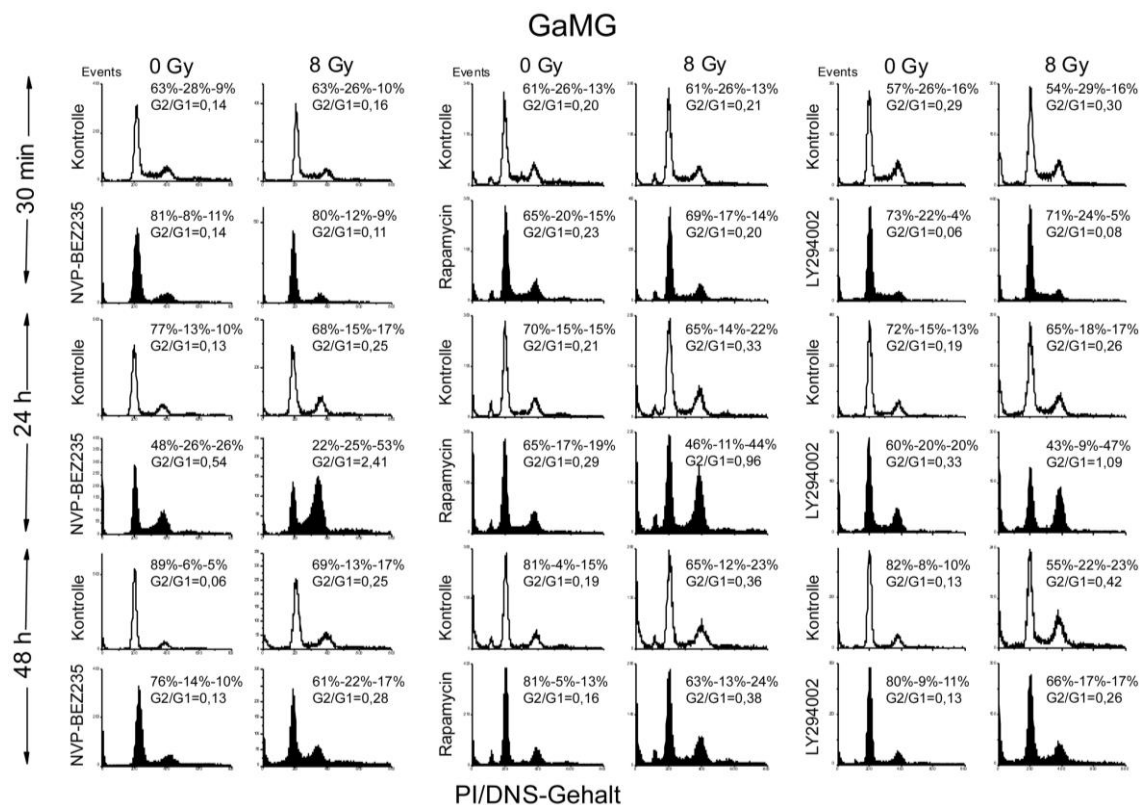 GaMG
0 Gy 8 Gy 0 Gy 8 Gy 0 Gy 8 Gy
Events Events Events
30 min
Kontrolle
63%-28%-9%
G2/G1=0,14
63%-26%-10%
G2/G1=0,16
Kontrolle
61%-26%-13%
G2/G1=0,20
61%-26%-13%
G2/G1=0,21
Kontrolle
57%-26%-16%
G2/G1=0,29
54%-29%-16%
G2/G1=0,30
NVP-BEZ235
81%-8%-11%
G2/G1=0,14
80%-12%-9%
G2/G1=0,11
Rapamycin
65%-20%-15%
G2/G1=0,23
69%-17%-14%
G2/G1=0,20
LY294002
73%-22%-4%
G2/G1=0,06
71%-24%-5%
G2/G1=0,08
24 h
Kontrolle
77%-13%-10%
G2/G1=0,13
68%-15%-17%
G2/G1=0,25
Kontrolle
70%-15%-15%
G2/G1=0,21
65%-14%-22%
G2/G1=0,33
Kontrolle
72%-15%-13%
G2/G1=0,19
65%-18%-17%
G2/G1=0,26
NVP-BEZ235
48%-26%-26%
G2/G1=0,54
22%-25%-53%
G2/G1=2,41
Rapamycin
65%-17%-19%
G2/G1=0,29
46%-11%-44%
G2/G1=0,96
LY294002
60%-20%-20%
G2/G1=0,33
43%-9%-47%
G2/G1=1,09
48 h
Kontrolle
89%-6%-5%
G2/G1=0,06
69%-13%-17%
G2/G1=0,25
Kontrolle
81%-4%-15%
G2/G1=0,19
65%-12%-23%
G2/G1=0,36
Kontrolle
82%-8%-10%
G2/G1=0,13
55%-22%-23%
G2/G1=0,42
NVP-BEZ235
76%-14%-10%
G2/G1=0,13
61%-22%-17%
G2/G1=0,28
Rapamycin
81%-5%-13%
G2/G1=0,16
63%-13%-24%
G2/G1=0,38
LY294002
80%-9%-11%
G2/G1=0,13
66%-17%-17%
G2/G1=0,26
PI/DNS-Gehalt